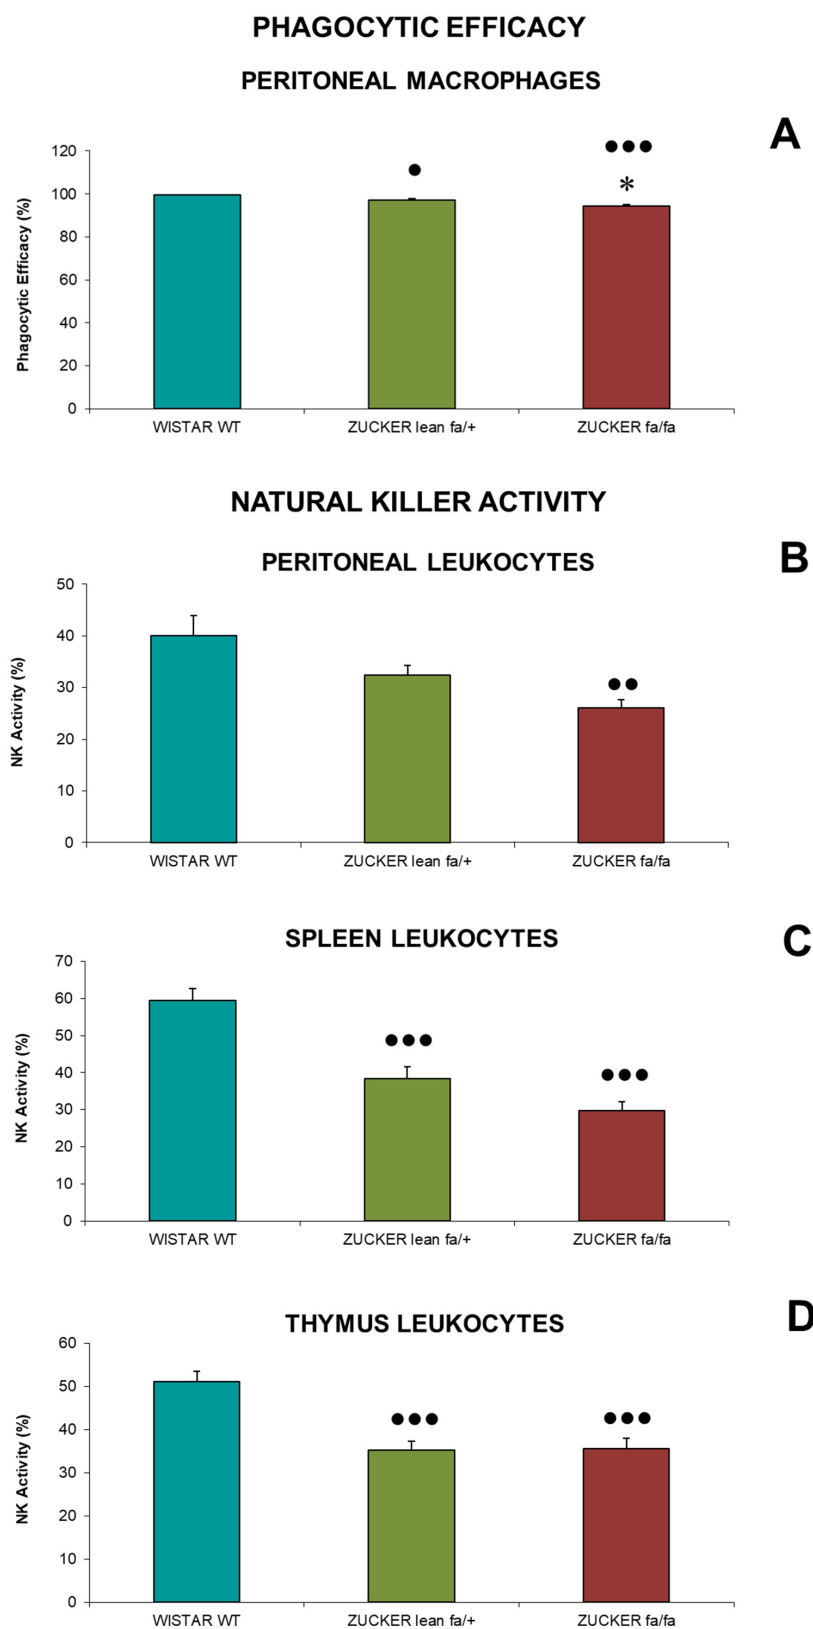 PHAGOCYTIC EFFICACY
PERITONEAL MACROPHAGES
A
120
100
80
60
40
20
0
Phagocytic Efficacy (%)
●
●●●
*
WISTAR WT
ZUCKER lean fa/+
ZUCKER fa/fa
NATURAL KILLER ACTIVITY
B
PERITONEAL LEUKOCYTES
50
40
30
20
10
0
NK Activity (%)
●●
WISTAR WT
ZUCKER lean fa/+
ZUCKER fa/fa
SPLEEN LEUKOCYTES
C
70
60
50
40
30
20
10
0
NK Activity (%)
●●●
●●●
WISTAR WT
ZUCKER lean fa/+
ZUCKER fa/fa
D
THYMUS LEUKOCYTES
60
50
40
30
20
10
0
NK Activity (%)
●●●
●●●
WISTAR WT
ZUCKER lean fa/+
ZUCKER fa/fa